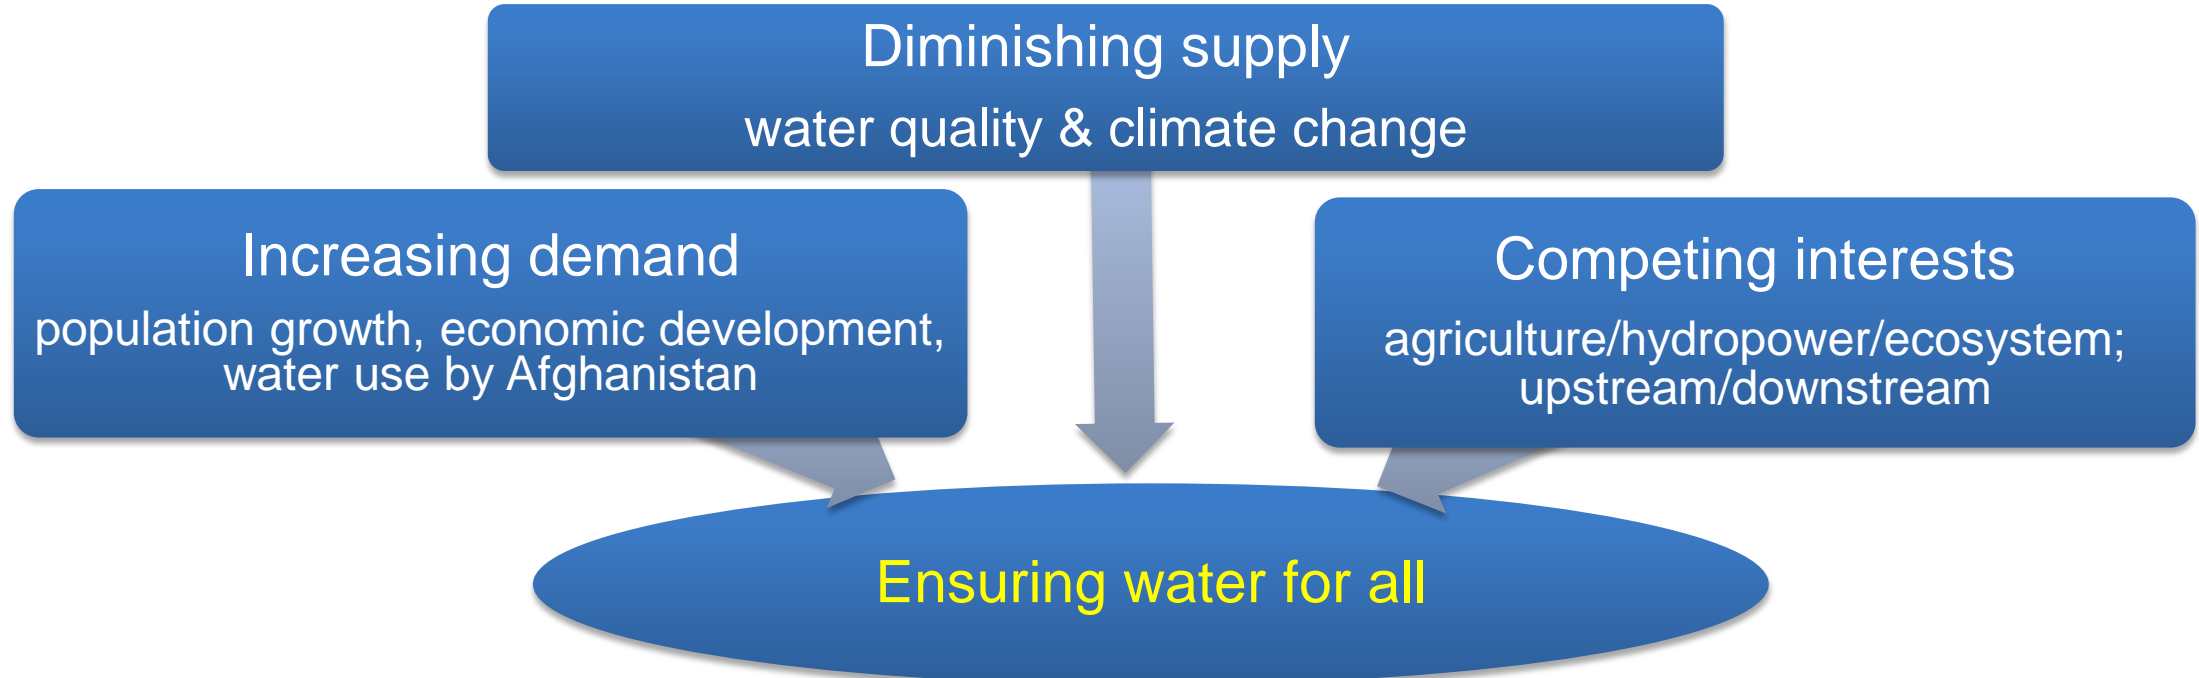 Diminishing supply
water quality & climate change
Increasing demand
population growth, economic development,
water use by Afghanistan
Competing interests
agriculture/hydropower/ecosystem;
upstream/downstream
Ensuring water for all